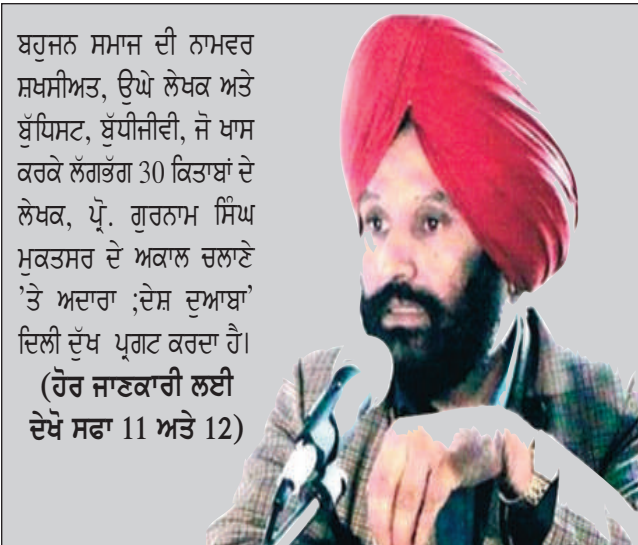 ਬਹੁਜਨ ਸਮਾਜ ਦੀ ਨਾਮਵਰ
ਸ਼ਖਸੀਅਤ, ਉਘੇ ਲੇਖਕ ਅਤੇ
ਬੁੱਧਿਸਟ, ਬੁੱਧੀਜੀਵੀ, ਜੋ ਖਾਸ
ਕਰਕੇ ਲੱਗਭੱਗ 30 ਕਿਤਾਬਾਂ ਦੇ
ਲੇਖਕ, ਪ੍ਰੋ. ਗੁਰਨਾਮ ਸਿੰਘ
ਮੁਕਤਸਰ ਦੇ ਅਕਾਲ ਚਲਾਣੇ
’ਤੇ ਅਦਾਰਾ ;ਦੇਸ਼ ਦੁਆਬਾ’
ਦਿਲੀ ਦੁੱਖ ਪ੍ਰਗਟ ਕਰਦਾ ਹੈ।
(ਹੋਰ ਜਾਣਕਾਰੀ ਲਈ
ਦੇਖੋ ਸਫਾ 11 ਅਤੇ 12)